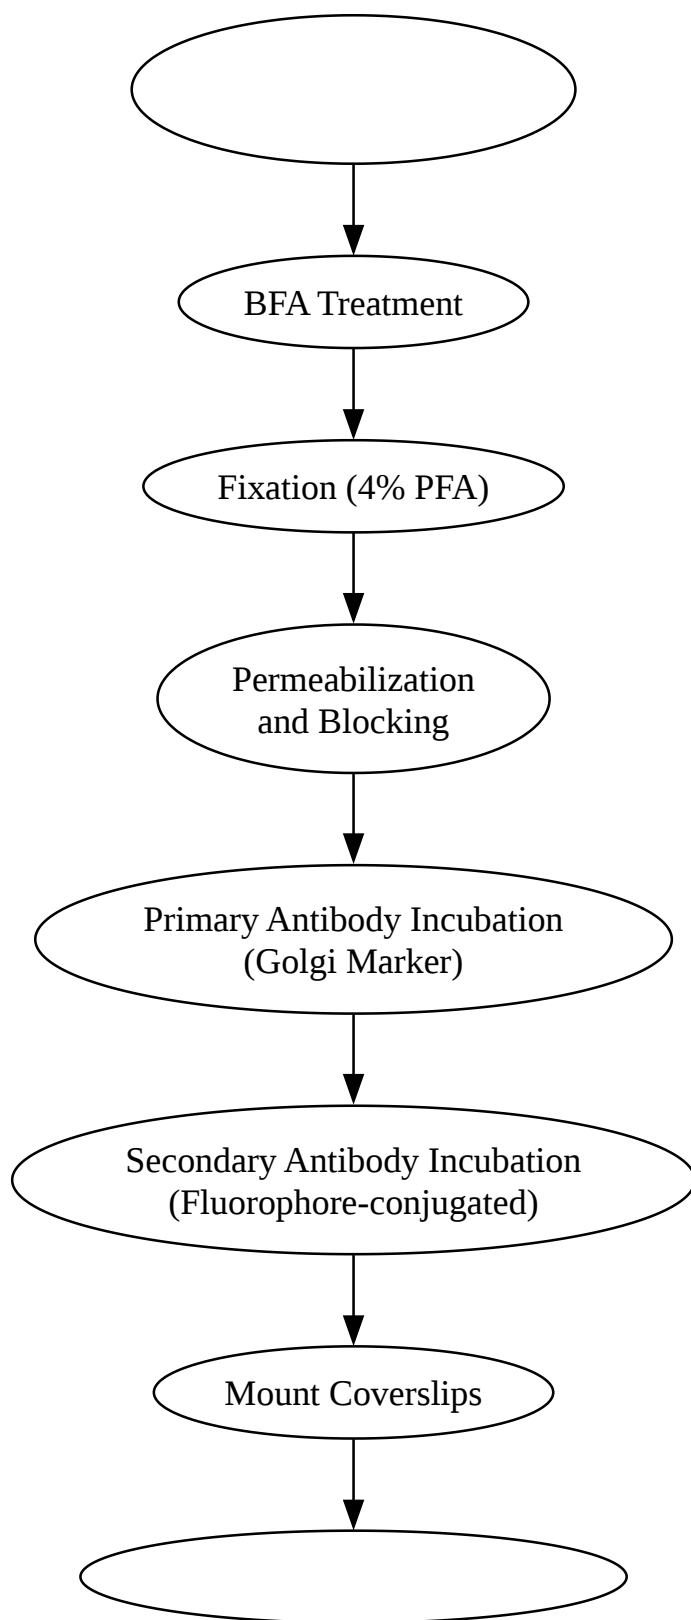 BFA Treatment
Fixation (4% PFA)
Permeabilization
and Blocking
Primary Antibody Incubation
(Golgi Marker)
Secondary Antibody Incubation
(Fluorophore-conjugated)
Mount Coverslips